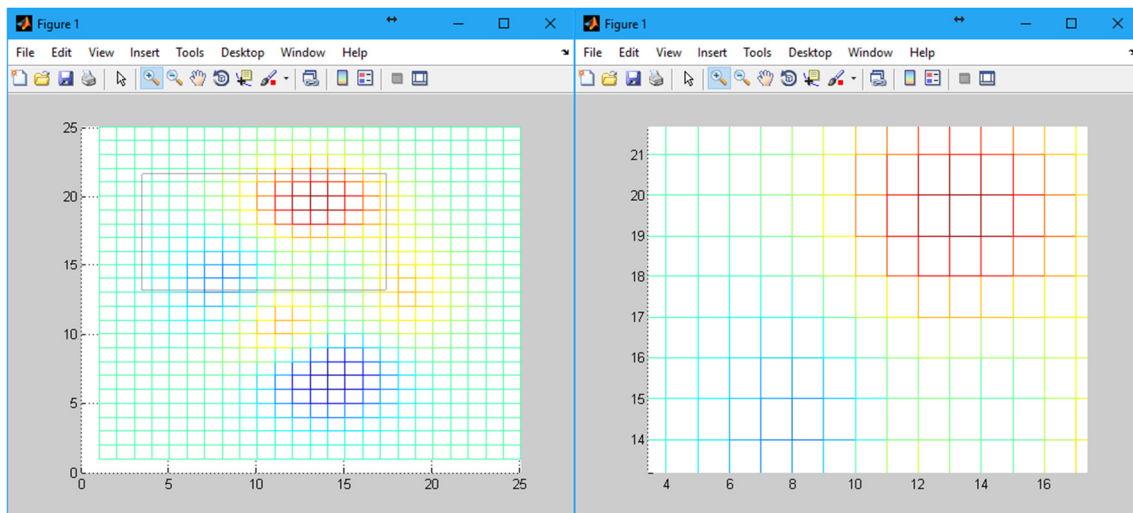 Figure 1
File Edit View Insert Tools Desktop Window Help
25
20
15
10
5
0
0 5 10 15 20 25
Figure 1
File Edit View Insert Tools Desktop Window Help
21
20
19
18
17
16
15
14
4 6 8 10 12 14 16